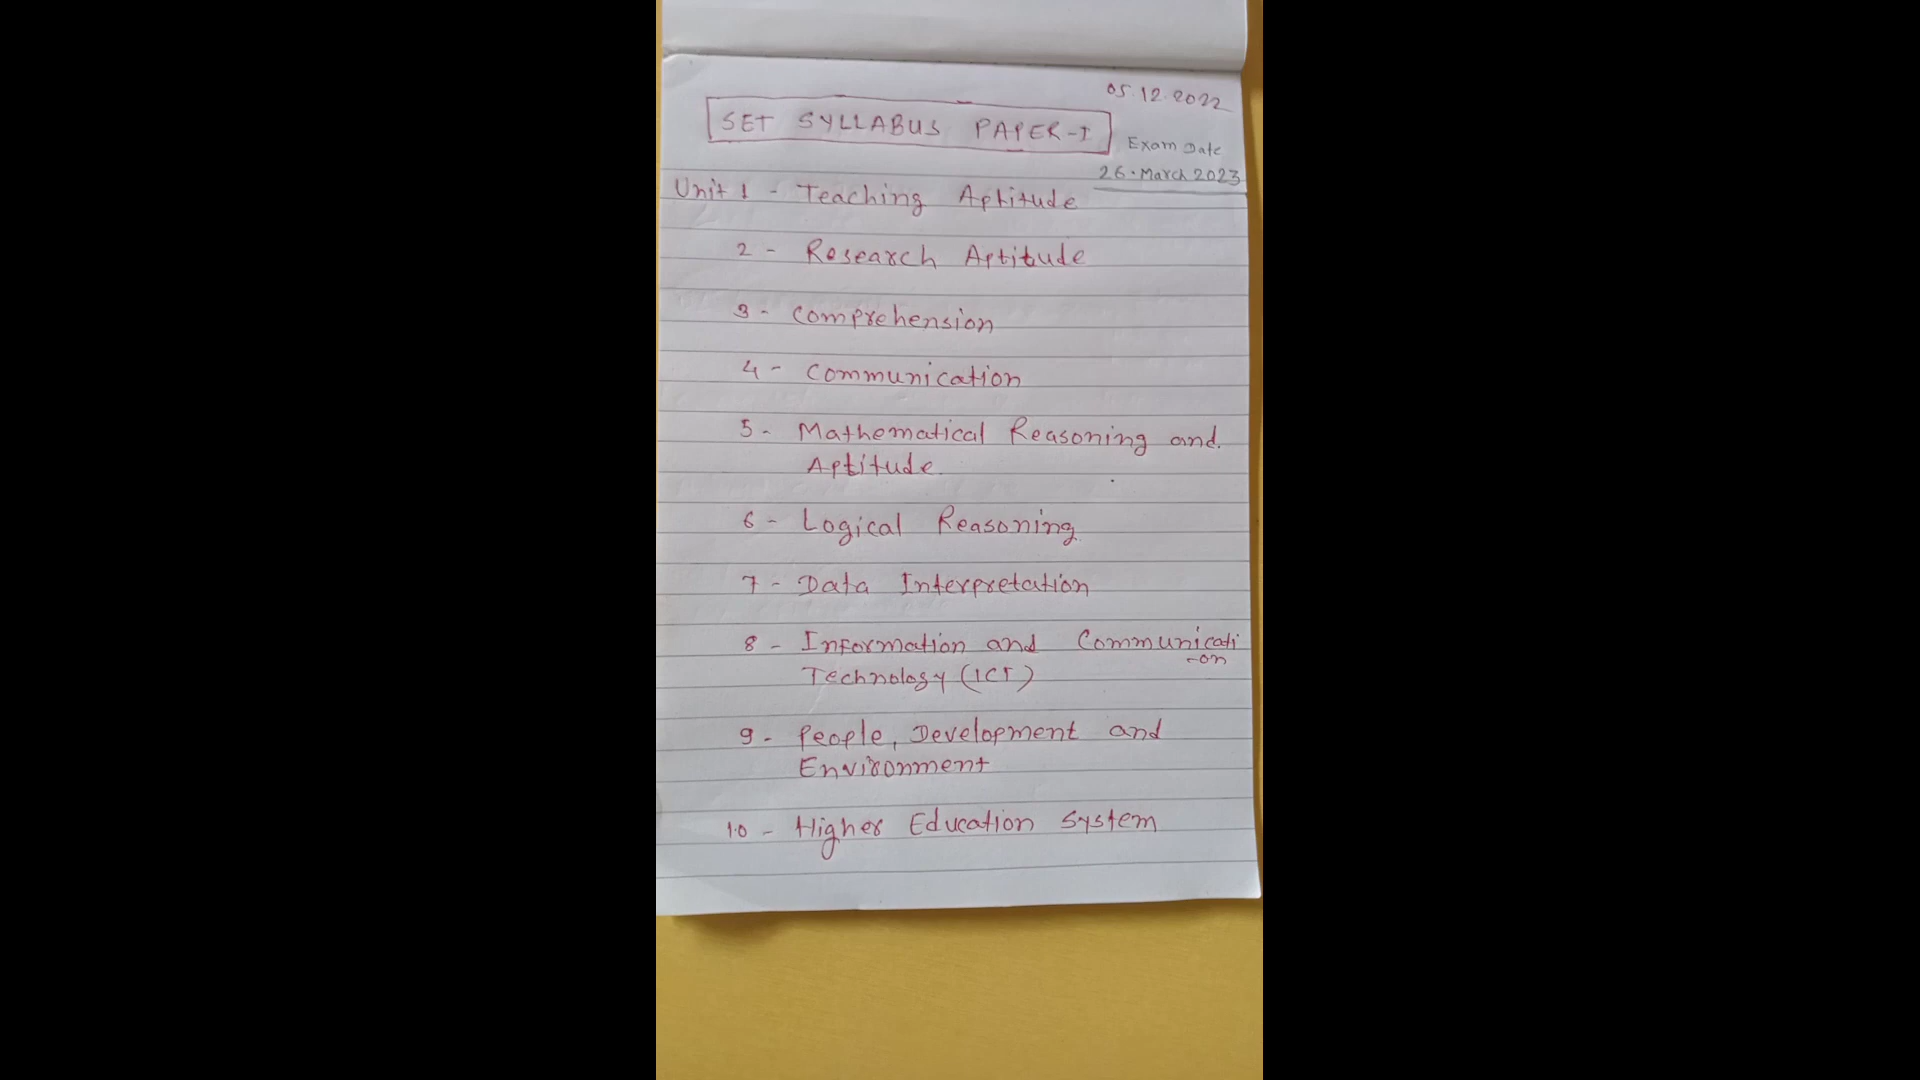 05.12.2022
SET SYLLABUS PAPER-I
Exam Date
26. March 2023
Unit 1 - Teaching Aptitude
2 - Research Aptitude
3 - Comprehension
4 - Communication
5 - Mathematical Reasoning and
Aptitude.
6 - Logical Reasoning
7 - Data Interpretation
8 - Information and Communicati
-on
Technology (ICT)
9 - People, Development and
Environment
10 - Higher Education System